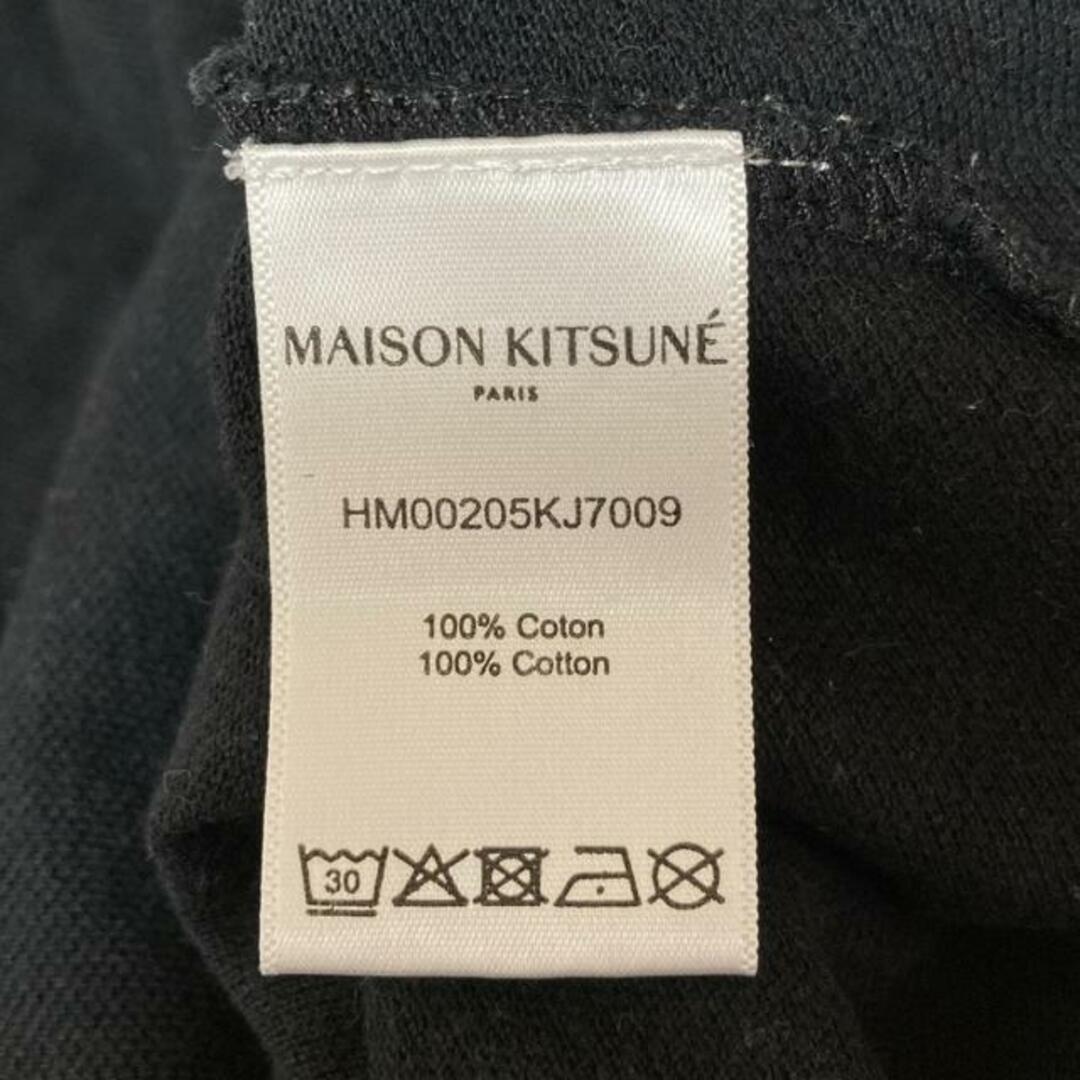 MAISON KITSUNÉ
PARIS
HM00205KJ7009
100% Coton
100% Cotton
30